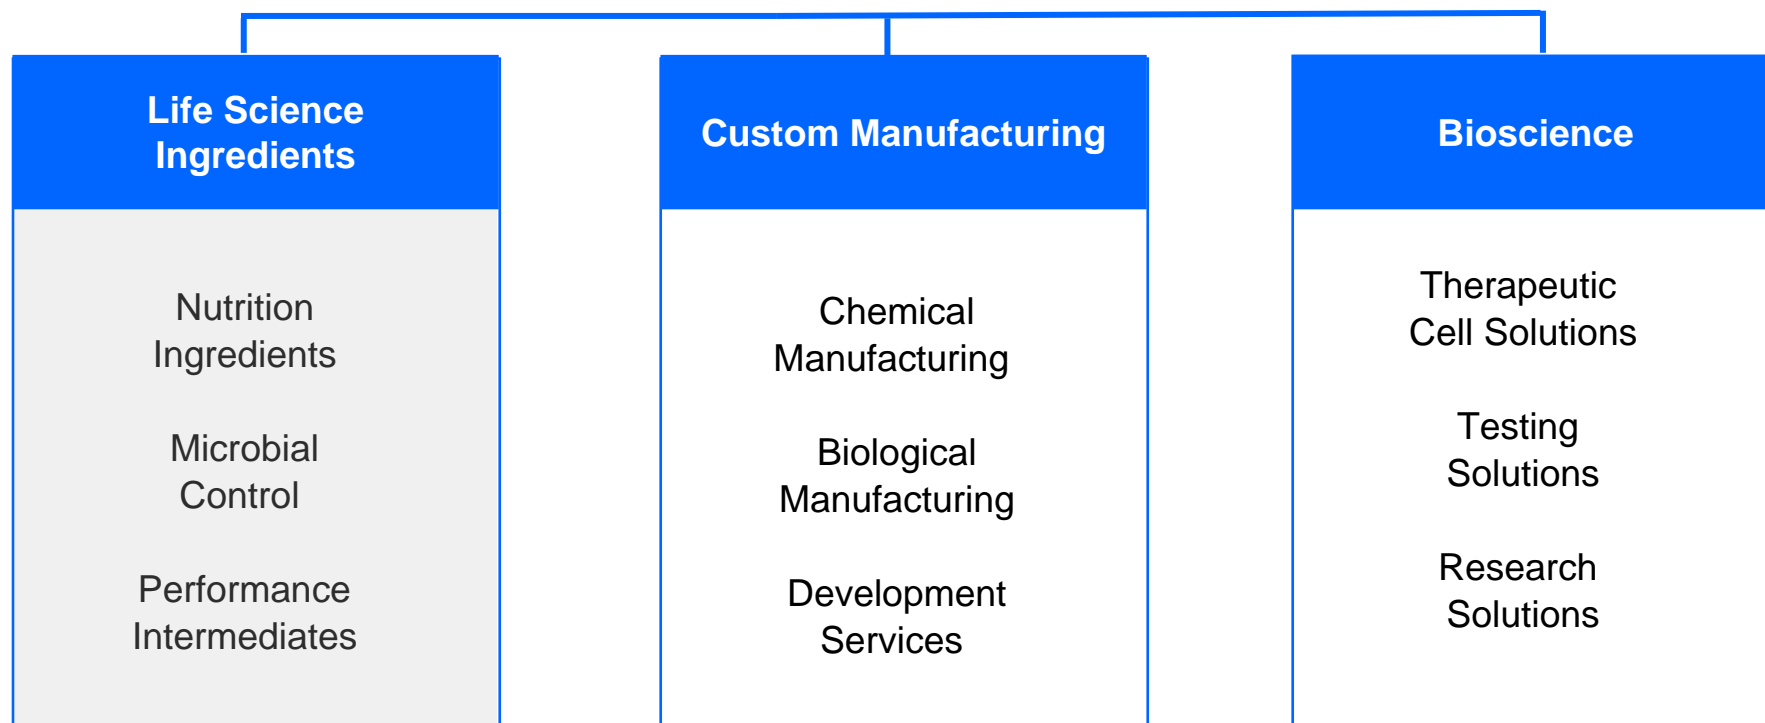 Life Science
Ingredients
Nutrition
Ingredients
Microbial
Control
Performance
Intermediates
Custom Manufacturing
Chemical
Manufacturing
Biological
Manufacturing
Development
Services
Bioscience
Therapeutic
Cell Solutions
Testing
Solutions
Research
Solutions